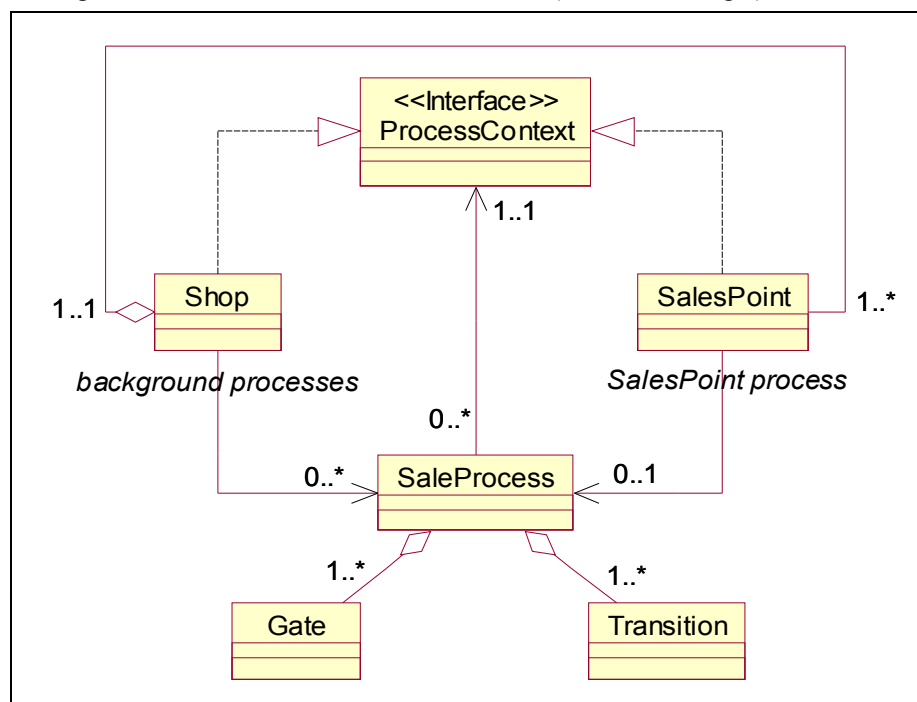 <<Interface>>
ProcessContext
1..1
Shop
SalesPoint
1..1
1..*
background processes
SalesPoint process
0..*
0..*
SaleProcess
0..1
1..*
1..*
Gate
Transition